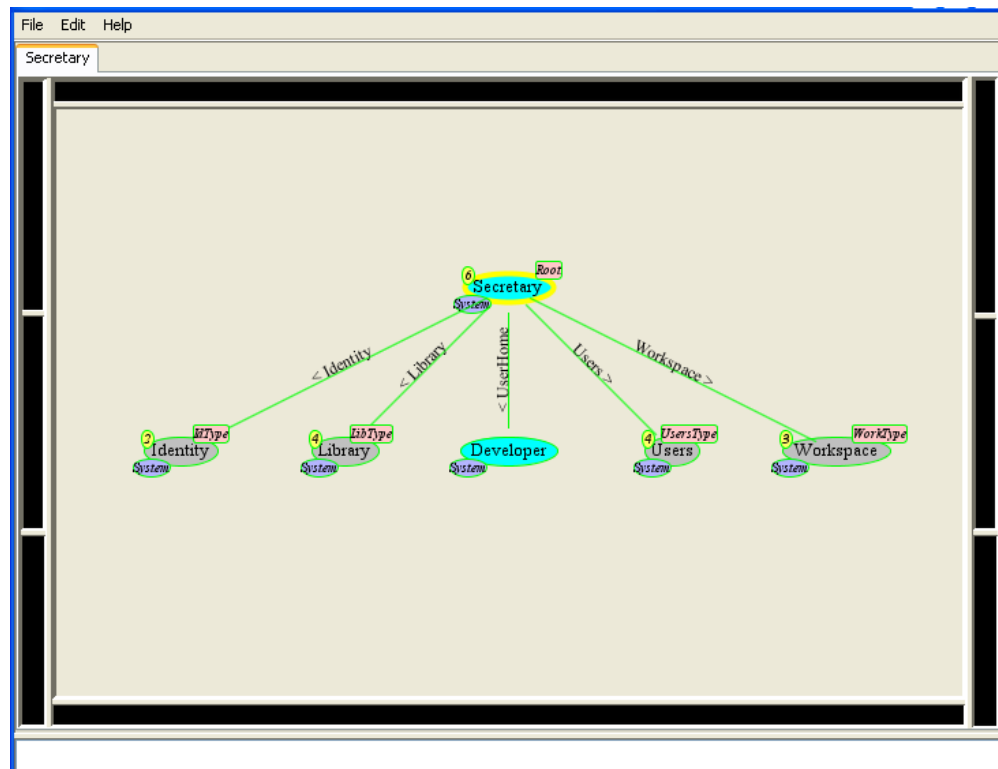 File Edit Help
Secretary
6 Root
Secretary
System
< Identity
< Library
< UserHome
Users >
Workspace >
2 IdType
Identity
System
4 LibType
Library
System
Developer
System
4 UsersType
Users
System
3 WorkType
Workspace
System